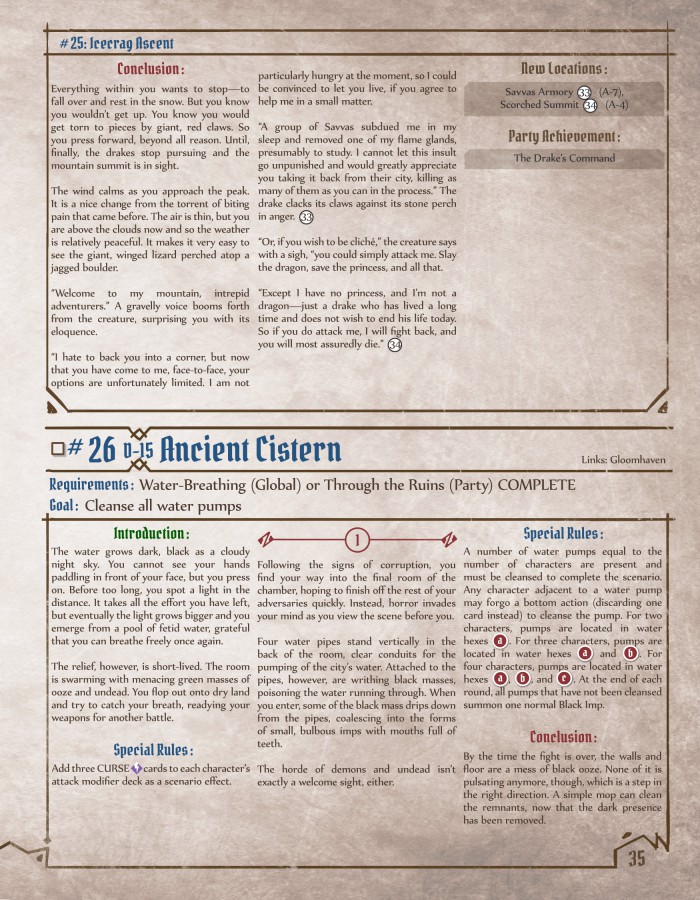 #25: Icecrag Ascent
Conclusion:
Everything within you wants to stop—to
fall over and rest in the snow. But you know
you wouldn't get up. You know you would
get torn to pieces by giant, red claws. So
you press forward, beyond all reason. Until,
finally, the drakes stop pursuing and the
mountain summit is in sight.
The wind calms as you approach the peak.
It is a nice change from the torrent of biting
pain that came before. The air is thin, but you
are above the clouds now and so the weather
is relatively peaceful. It makes it very easy to
see the giant, winged lizard perched atop a
jagged boulder.
"Welcome to my mountain, intrepid
adventurers." A gravelly voice booms forth
from the creature, surprising you with its
eloquence.
"I hate to back you into a corner, but now
that you have come to me, face-to-face, your
options are unfortunately limited. I am not
particularly hungry at the moment, so I could
be convinced to let you live, if you agree to
help me in a small matter.
"A group of Savvas subdued me in my
sleep and removed one of my flame glands,
presumably to study. I cannot let this insult
go unpunished and would greatly appreciate
you taking it back from their city, killing as
many of them as you can in the process." The
drake clacks its claws against its stone perch
in anger. 33
"Or, if you wish to be cliché," the creature says
with a sigh, "you could simply attack me. Slay
the dragon, save the princess, and all that.
"Except I have no princess, and I'm not a
dragon—just a drake who has lived a long
time and does not wish to end his life today.
So if you do attack me, I will fight back, and
you will most assuredly die." 34
New Locations:
Savvas Armory 33 (A-7),
Scorched Summit 34 (A-4)
Party Achievement:
The Drake's Command
#26 D-15 Ancient Cistern
Links: Gloomhaven
Requirements: Water-Breathing (Global) or Through the Ruins (Party) COMPLETE
Goal: Cleanse all water pumps
Introduction:
The water grows dark, black as a cloudy
night sky. You cannot see your hands
paddling in front of your face, but you press
on. Before too long, you spot a light in the
distance. It takes all the effort you have left,
but eventually the light grows bigger and you
emerge from a pool of fetid water, grateful
that you can breathe freely once again.
The relief, however, is short-lived. The room
is swarming with menacing green masses of
ooze and undead. You flop out onto dry land
and try to catch your breath, readying your
weapons for another battle.
Special Rules:
Add three CURSE cards to each character's
attack modifier deck as a scenario effect.
1
Following the signs of corruption, you
find your way into the final room of the
chamber, hoping to finish off the rest of your
adversaries quickly. Instead, horror invades
your mind as you view the scene before you.
Four water pipes stand vertically in the
back of the room, clear conduits for the
pumping of the city's water. Attached to the
pipes, however, are writhing black masses,
poisoning the water running through. When
you enter, some of the black mass drips down
from the pipes, coalescing into the forms
of small, bulbous imps with mouths full of
teeth.
The horde of demons and undead isn't
exactly a welcome sight, either.
Special Rules:
A number of water pumps equal to the
number of characters are present and
must be cleansed to complete the scenario.
Any character adjacent to a water pump
may forgo a bottom action (discarding one
card instead) to cleanse the pump. For two
characters, pumps are located in water
hexes a. For three characters, pumps are
located in water hexes a and b. For
four characters, pumps are located in water
hexes a, b, and c. At the end of each
round, all pumps that have not been cleansed
summon one normal Black Imp.
Conclusion:
By the time the fight is over, the walls and
floor are a mess of black ooze. None of it is
pulsating anymore, though, which is a step in
the right direction. A simple mop can clean
the remnants, now that the dark presence
has been removed.
35